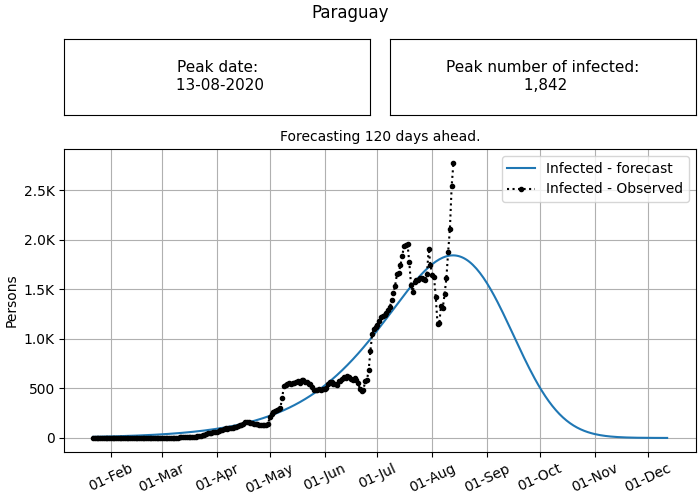 Paraguay
Peak date:
13-08-2020
Peak number of infected:
1,842
Forecasting 120 days ahead.
Infected - forecast
Infected - Observed
2.5K
2.0K
1.5K
1.0K
500
0
Persons
01-Feb
01-Mar
01-Apr
01-May
01-Jun
01-Jul
01-Aug
01-Sep
01-Oct
01-Nov
01-Dec